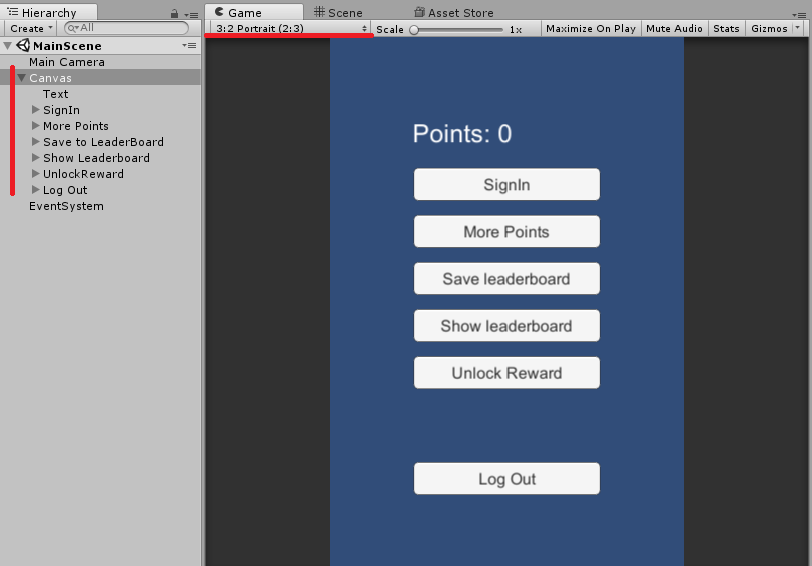 Hierarchy
Create
All
MainScene
Main Camera
Canvas
Text
SignIn
More Points
Save to LeaderBoard
Show Leaderboard
UnlockReward
Log Out
EventSystem
Game Scene Asset Store
3:2 Portrait (2:3) Scale 1x Maximize On Play Mute Audio Stats Gizmos
Points: 0
SignIn
More Points
Save leaderboard
Show leaderboard
Unlock Reward
Log Out